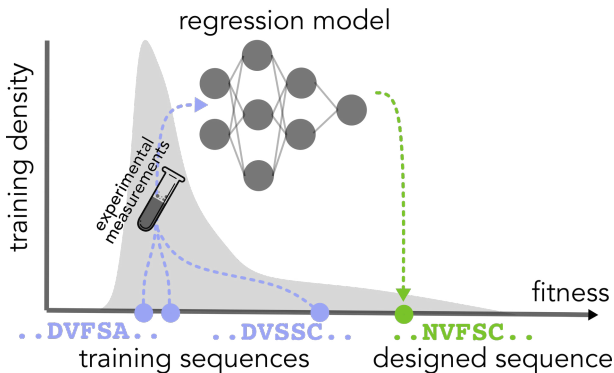 regression model
training density
experimental
measurements
fitness
..DVFSA..
..DVSSC..
..NVFSC..
training sequences
designed sequence